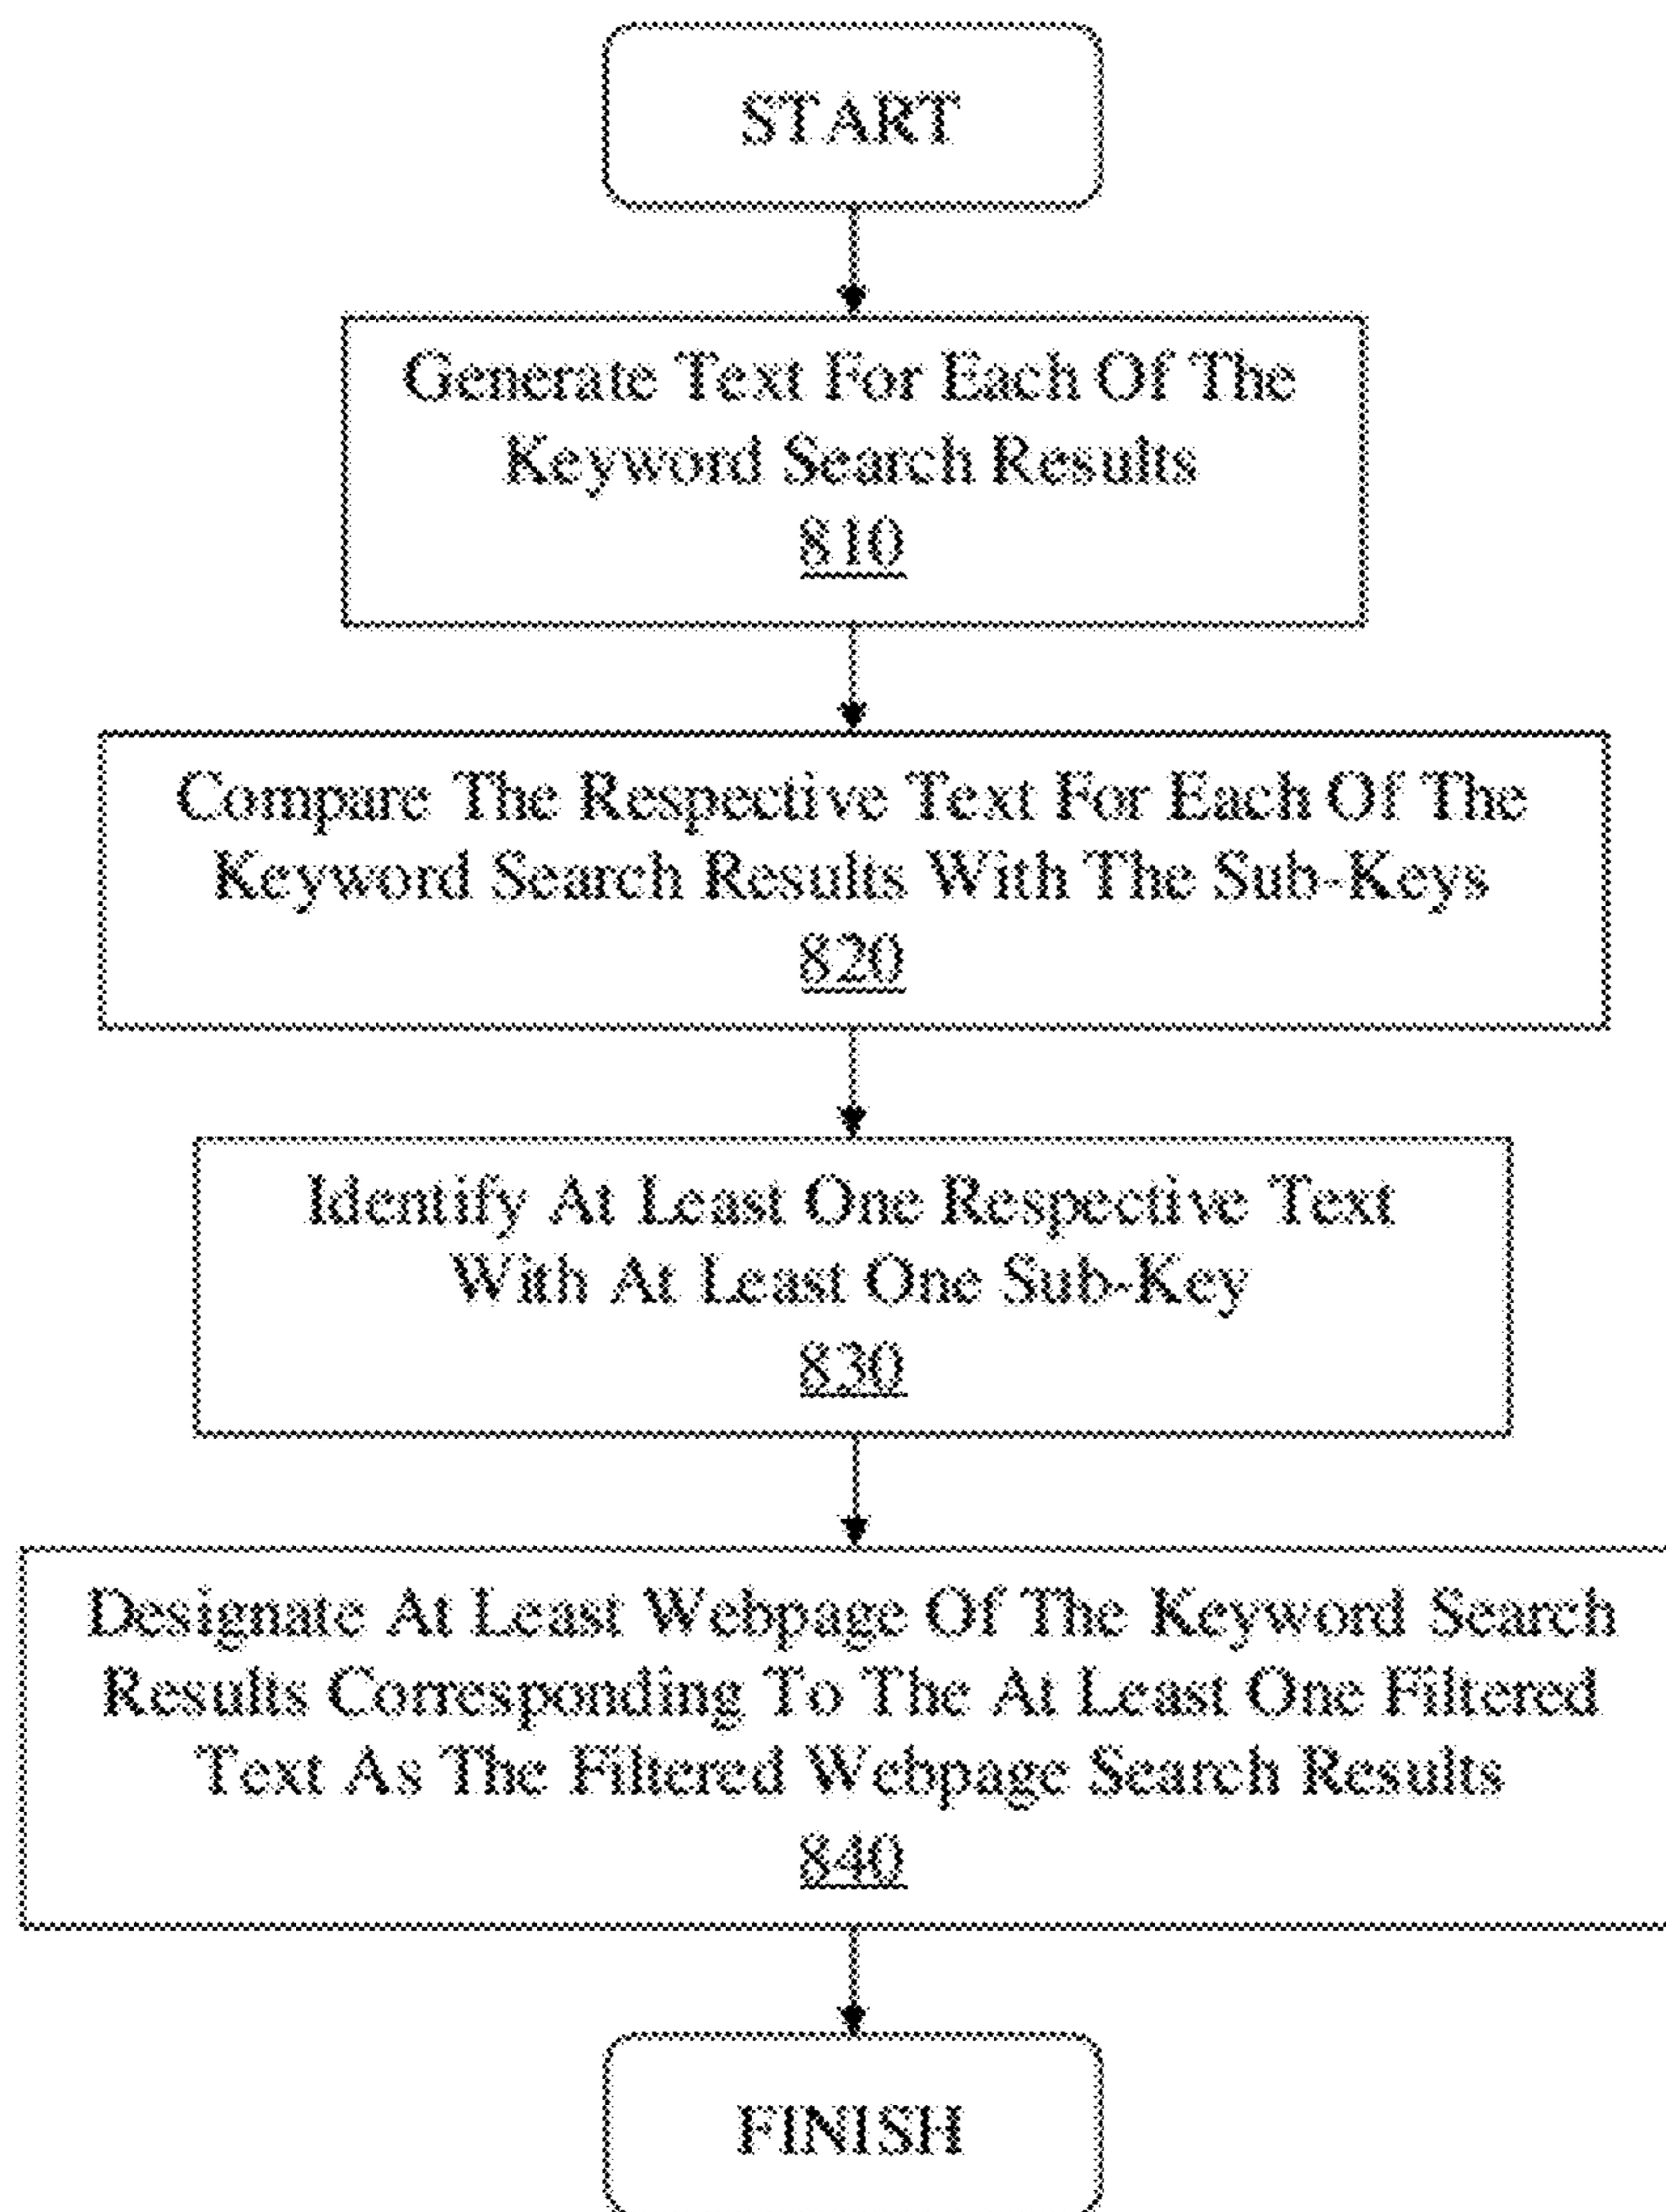 START
Generate Text For Each Of The
Keyword Search Results
810
Compare The Respective Text For Each Of The
Keyword Search Results With The Sub-Keys
820
Identify At Least One Respective Text
With At Least One Sub-Key
830
Designate At Least Webpage Of The Keyword Search
Results Corresponding To The At Least One Filtered
Text As The Filtered Webpage Search Results
840
FINISH